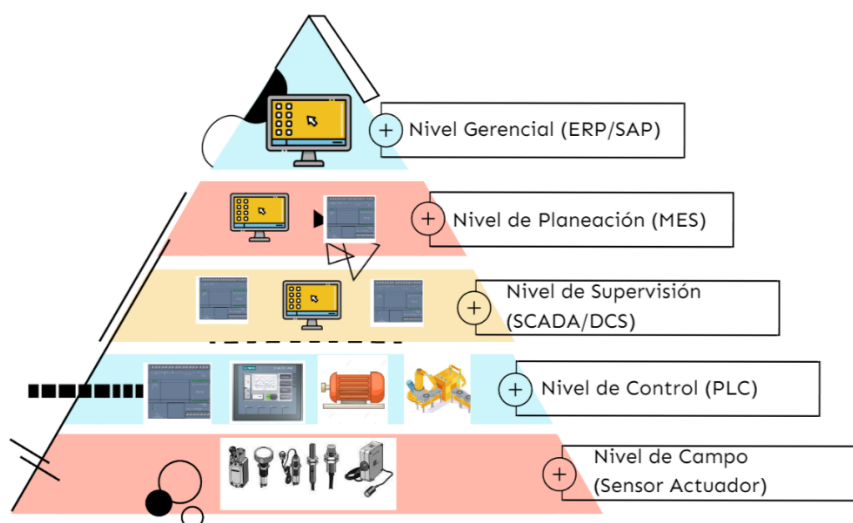 Nivel Gerencial (ERP/SAP)
Nivel de Planeación (MES)
Nivel de Supervisión
(SCADA/DCS)
Nivel de Control (PLC)
Nivel de Campo
(Sensor Actuador)